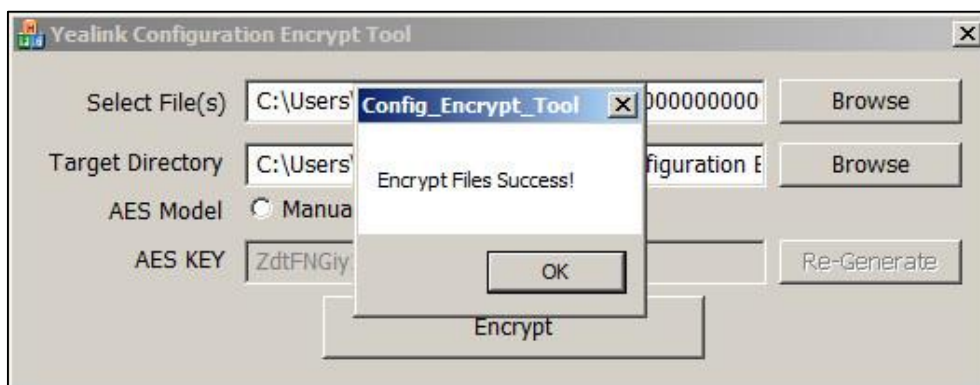 Yealink Configuration Encrypt Tool
Select File(s) C:\Users\ 000000000 Browse
Config_Encrypt_Tool
Target Directory C:\Users\ figuration E Browse
Encrypt Files Success!
AES Model Manua
AES KEY ZdtFNGiy Re-Generate
OK
Encrypt